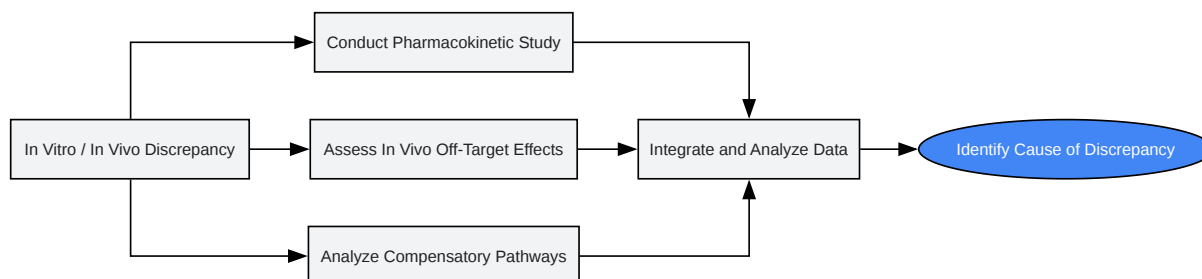 Conduct Pharmacokinetic Study
In Vitro / In Vivo Discrepancy
Assess In Vivo Off-Target Effects
Integrate and Analyze Data
Identify Cause of Discrepancy
Analyze Compensatory Pathways